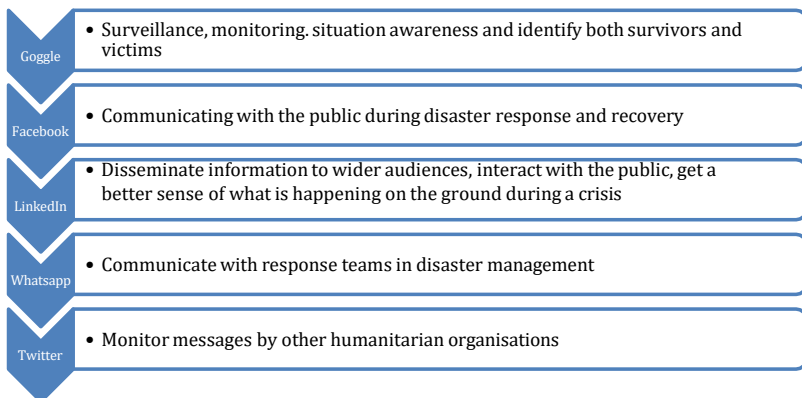 • Surveillance, monitoring. situation awareness and identify both survivors and
victims
Goggle
• Communicating with the public during disaster response and recovery
Facebook
• Disseminate information to wider audiences, interact with the public, get a
better sense of what is happening on the ground during a crisis
LinkedIn
• Communicate with response teams in disaster management
Whatsapp
• Monitor messages by other humanitarian organisations
Twitter